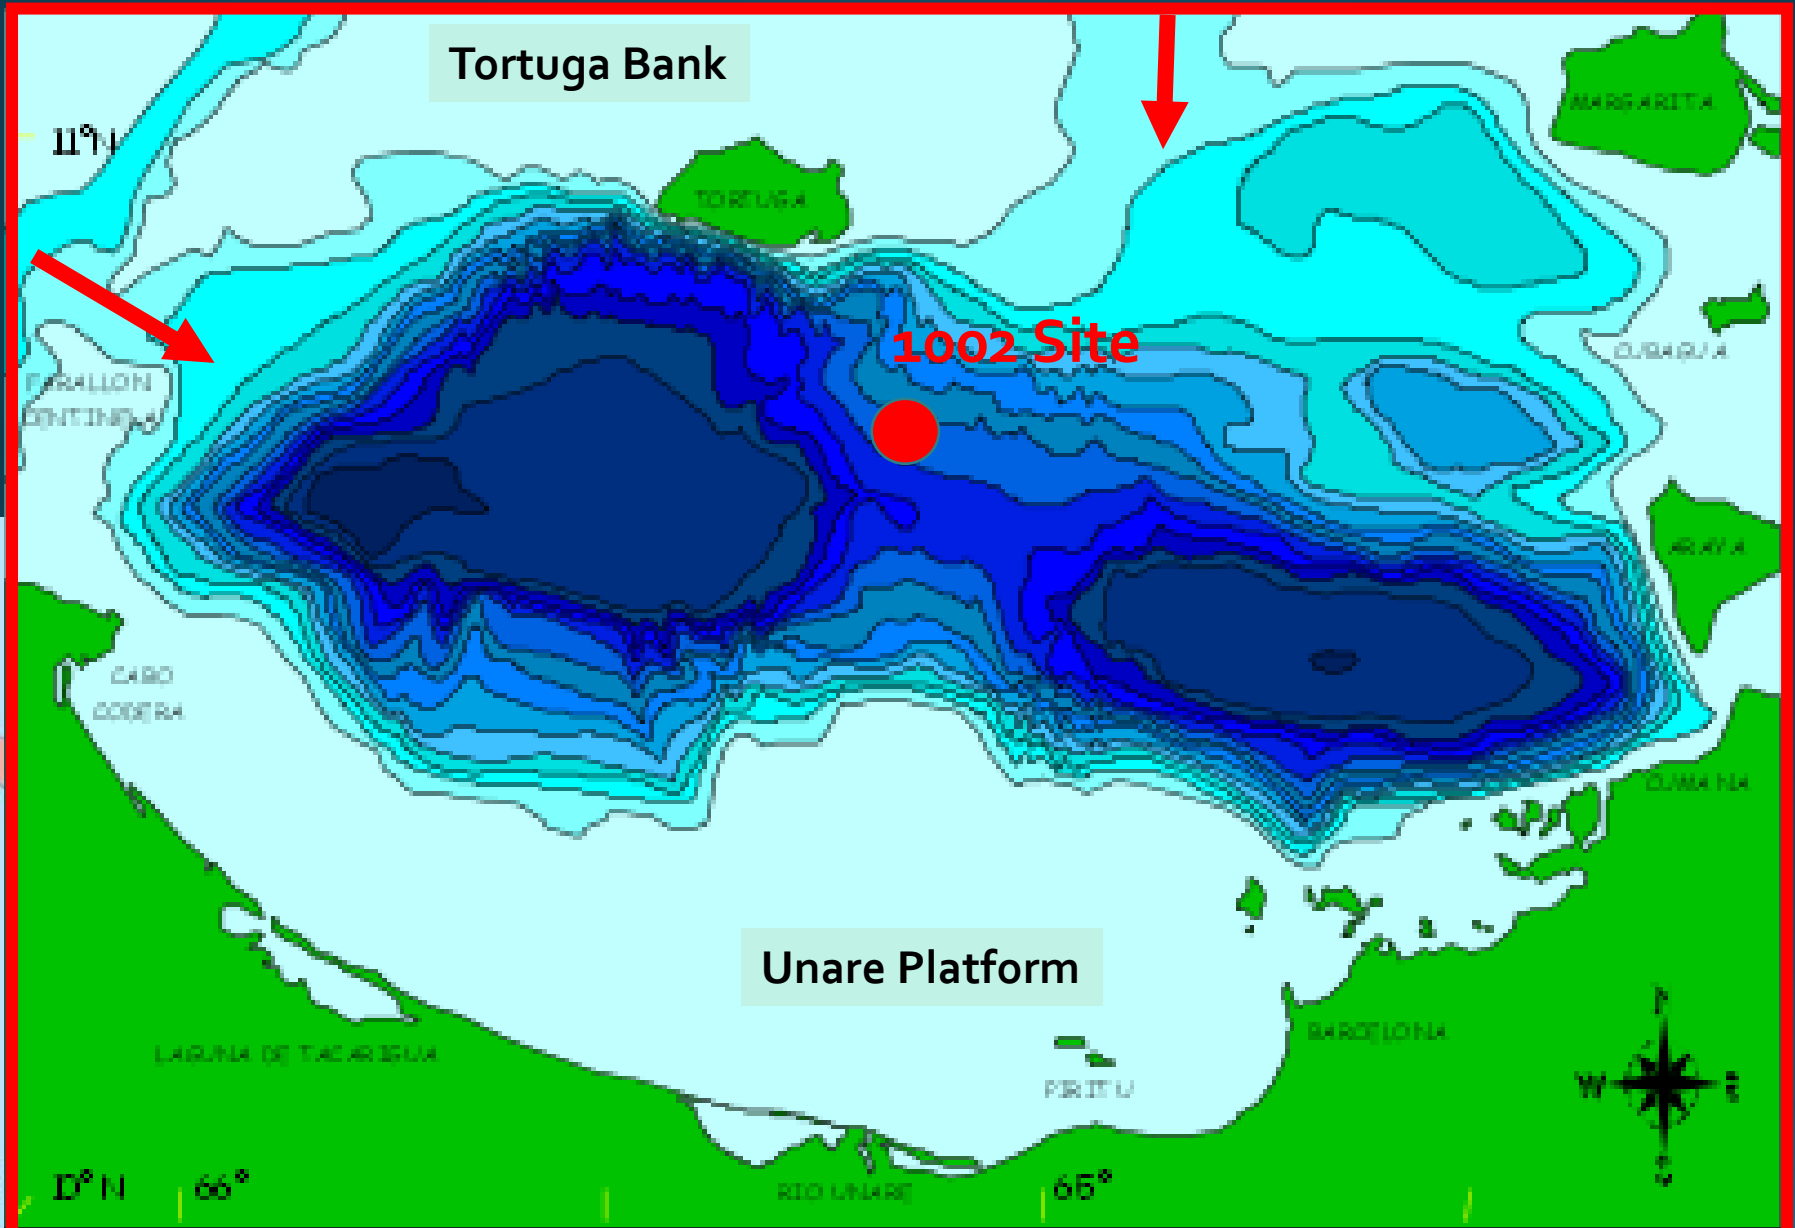 Tortuga Bank
MARGARITA
11°N
TORTUGA
1002 Site
CUBAGUA
FARALLON
CENTINELA
ARAYA
CABO
CODERA
CUMANA
Unare Platform
BARCELONA
LAGUNA DE TACARIGUA
PIRITU
W
D° N
66°
65°
RIO UNARE